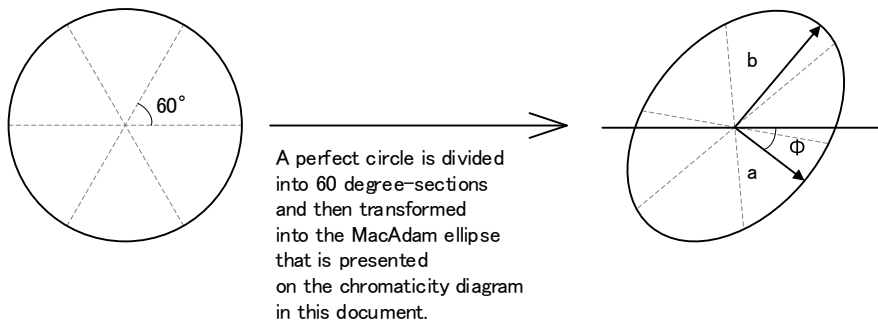 60°
A perfect circle is divided
into 60 degree-sections
and then transformed
into the MacAdam ellipse
that is presented
on the chromaticity diagram
in this document.
b
Φ
a